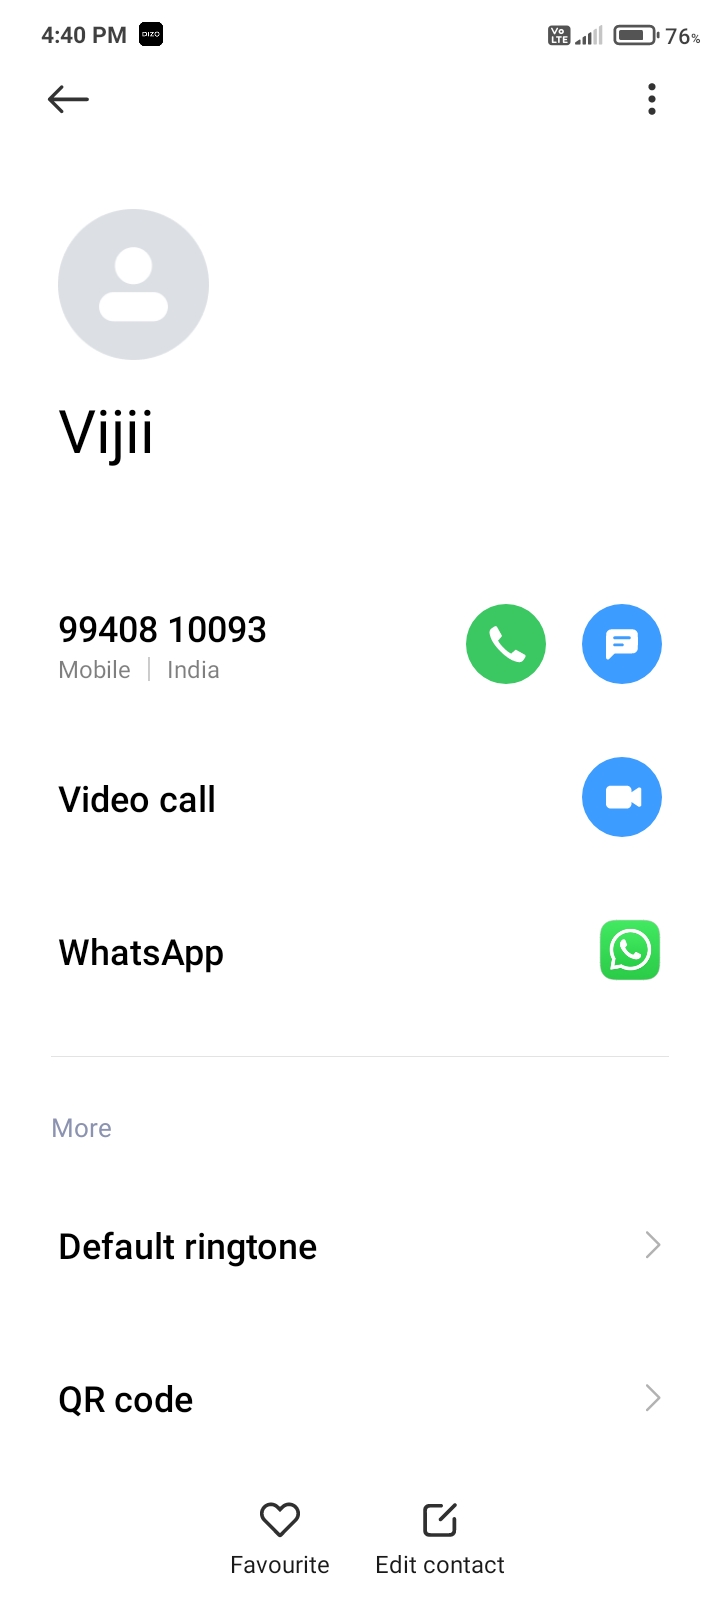 4:40 PM DIZO Vo LTE 76%
Vijii
99408 10093
Mobile | India
Video call
WhatsApp
More
Default ringtone
QR code
Favourite Edit contact